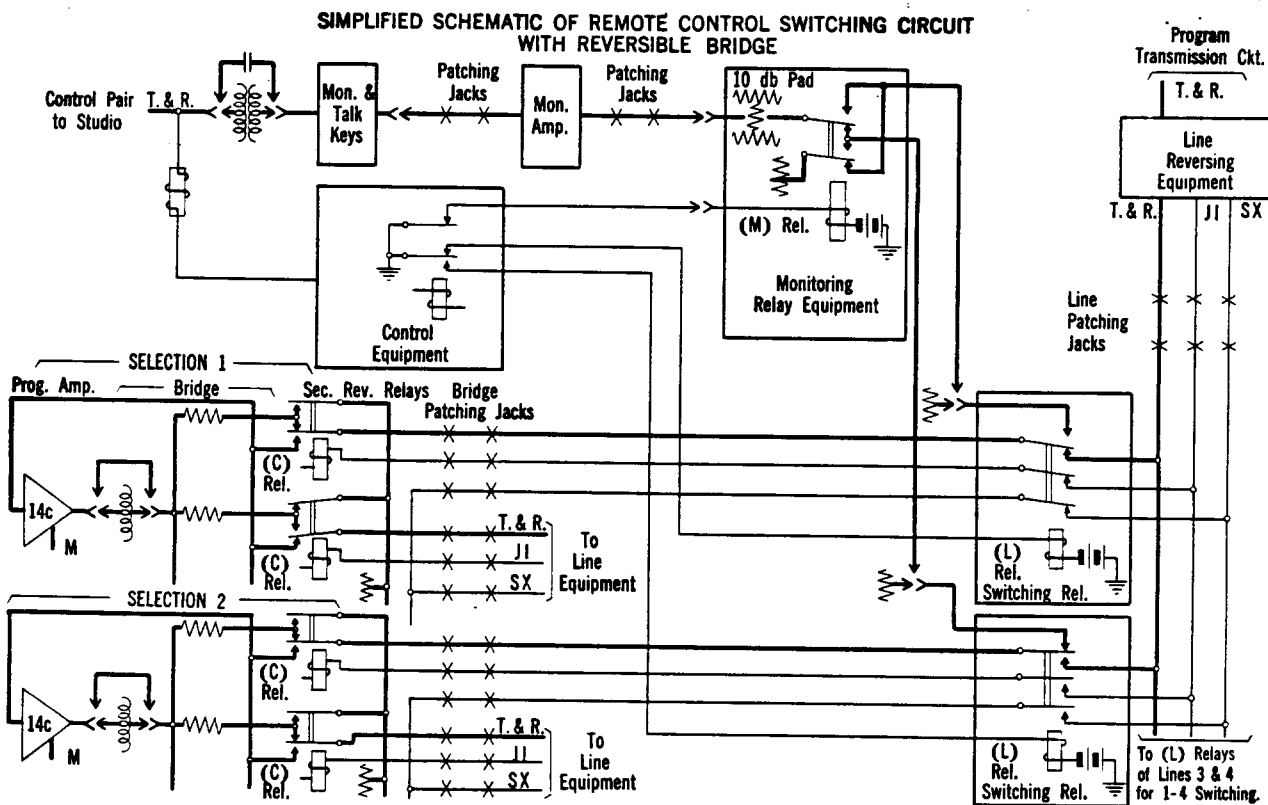 SIMPLIFIED SCHEMATIC OF REMOTE CONTROL SWITCHING CIRCUIT
WITH REVERSIBLE BRIDGE
Control Pair
to Studio
T. & R.
Mon. &
Talk
Keys
Patching
Jacks
Mon.
Amp.
Patching
Jacks
10 db Pad
(M) Rel.
Monitoring
Relay Equipment
Program
Transmission Ckt.
T. & R.
Line
Reversing
Equipment
T. & R.
J1
SX
Line
Patching
Jacks
Control
Equipment
SELECTION 1
Prog. Amp.
Bridge
Sec. Rev. Relays
Bridge
Patching Jacks
(C)
Rel.
14c
M
(C)
Rel.
T. & R.
J1
SX
To
Line
Equipment
(L)
Rel.
Switching Rel.
SELECTION 2
(C)
Rel.
14c
M
(C)
Rel.
T. & R.
J1
SX
To
Line
Equipment
(L)
Rel.
Switching Rel.
To (L) Relays
of Lines 3 & 4
for 1-4 Switching.